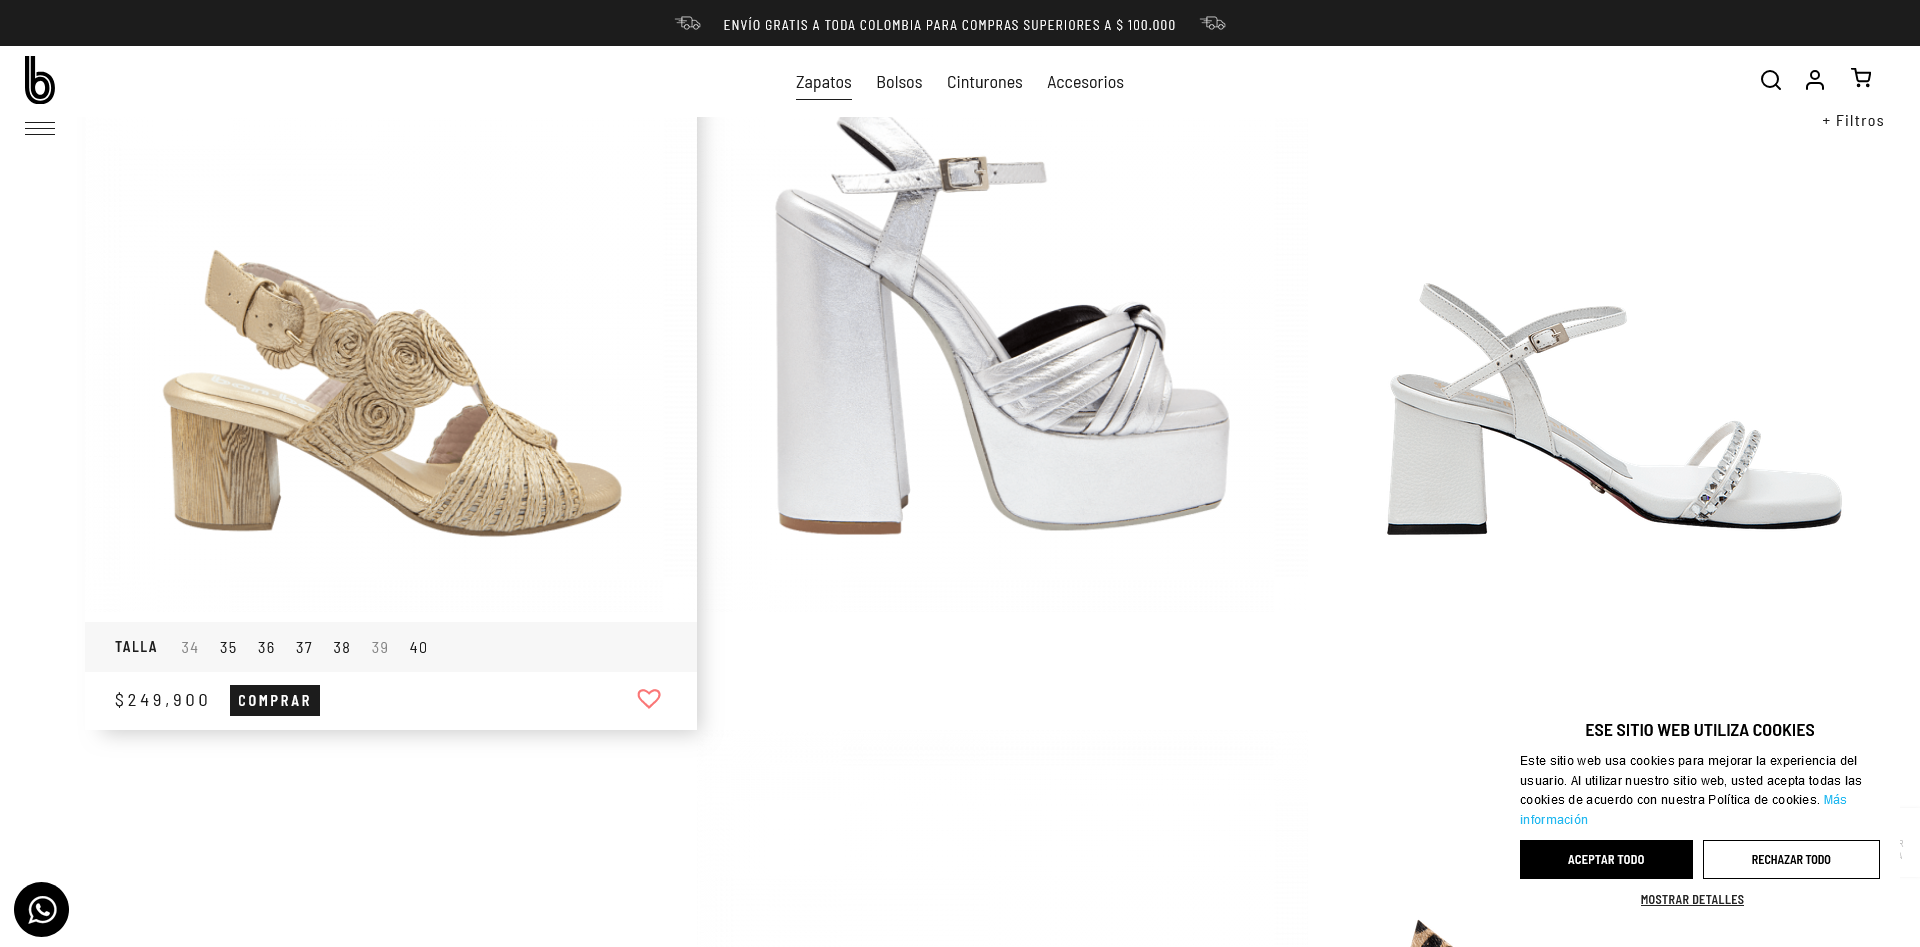 ENVÍO GRATIS A TODA COLOMBIA PARA COMPRAS SUPERIORES A $ 100.000
b
Zapatos Bolsos Cinturones Accesorios
+ Filtros
TALLA 34 35 36 37 38 39 40
$249,900 COMPRAR
ESE SITIO WEB UTILIZA COOKIES
Este sitio web usa cookies para mejorar la experiencia del
usuario. Al utilizar nuestro sitio web, usted acepta todas las
cookies de acuerdo con nuestra Política de cookies. Más
información
ACEPTAR TODO RECHAZAR TODO
MOSTRAR DETALLES